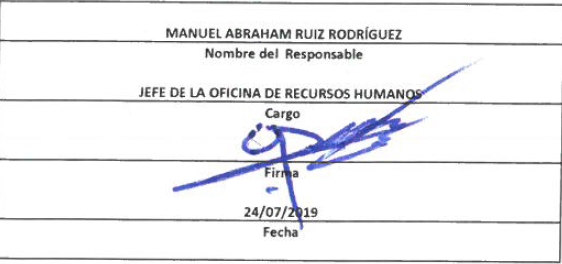 MANUEL ABRAHAM RUIZ RODRÍGUEZ
Nombre del Responsable
JEFE DE LA OFICINA DE RECURSOS HUMANOS
Cargo
Firma
24/07/2019
Fecha